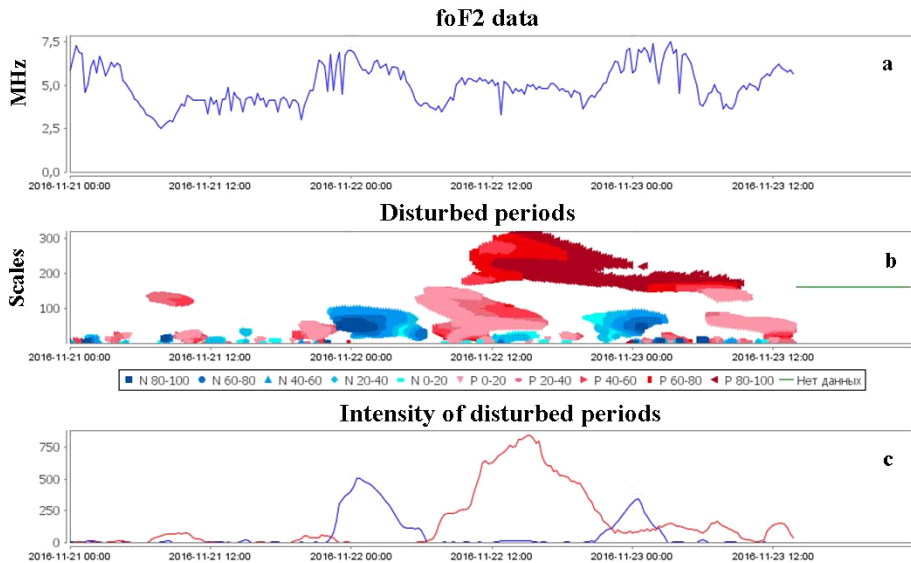 foF2 data
MHz
7,5
5,0
2,5
0,0
a
2016-11-21 00:00 2016-11-21 12:00 2016-11-22 00:00 2016-11-22 12:00 2016-11-23 00:00 2016-11-23 12:00
Disturbed periods
Scales
300
200
100
b
2016-11-21 00:00 2016-11-21 12:00 2016-11-22 00:00 2016-11-22 12:00 2016-11-23 00:00 2016-11-23 12:00
N 80-100 N 60-80 N 40-60 N 20-40 N 0-20 P 0-20 P 20-40 P 40-60 P 60-80 P 80-100 Нет данных
Intensity of disturbed periods
750
500
250
0
c
2016-11-21 00:00 2016-11-21 12:00 2016-11-22 00:00 2016-11-22 12:00 2016-11-23 00:00 2016-11-23 12:00